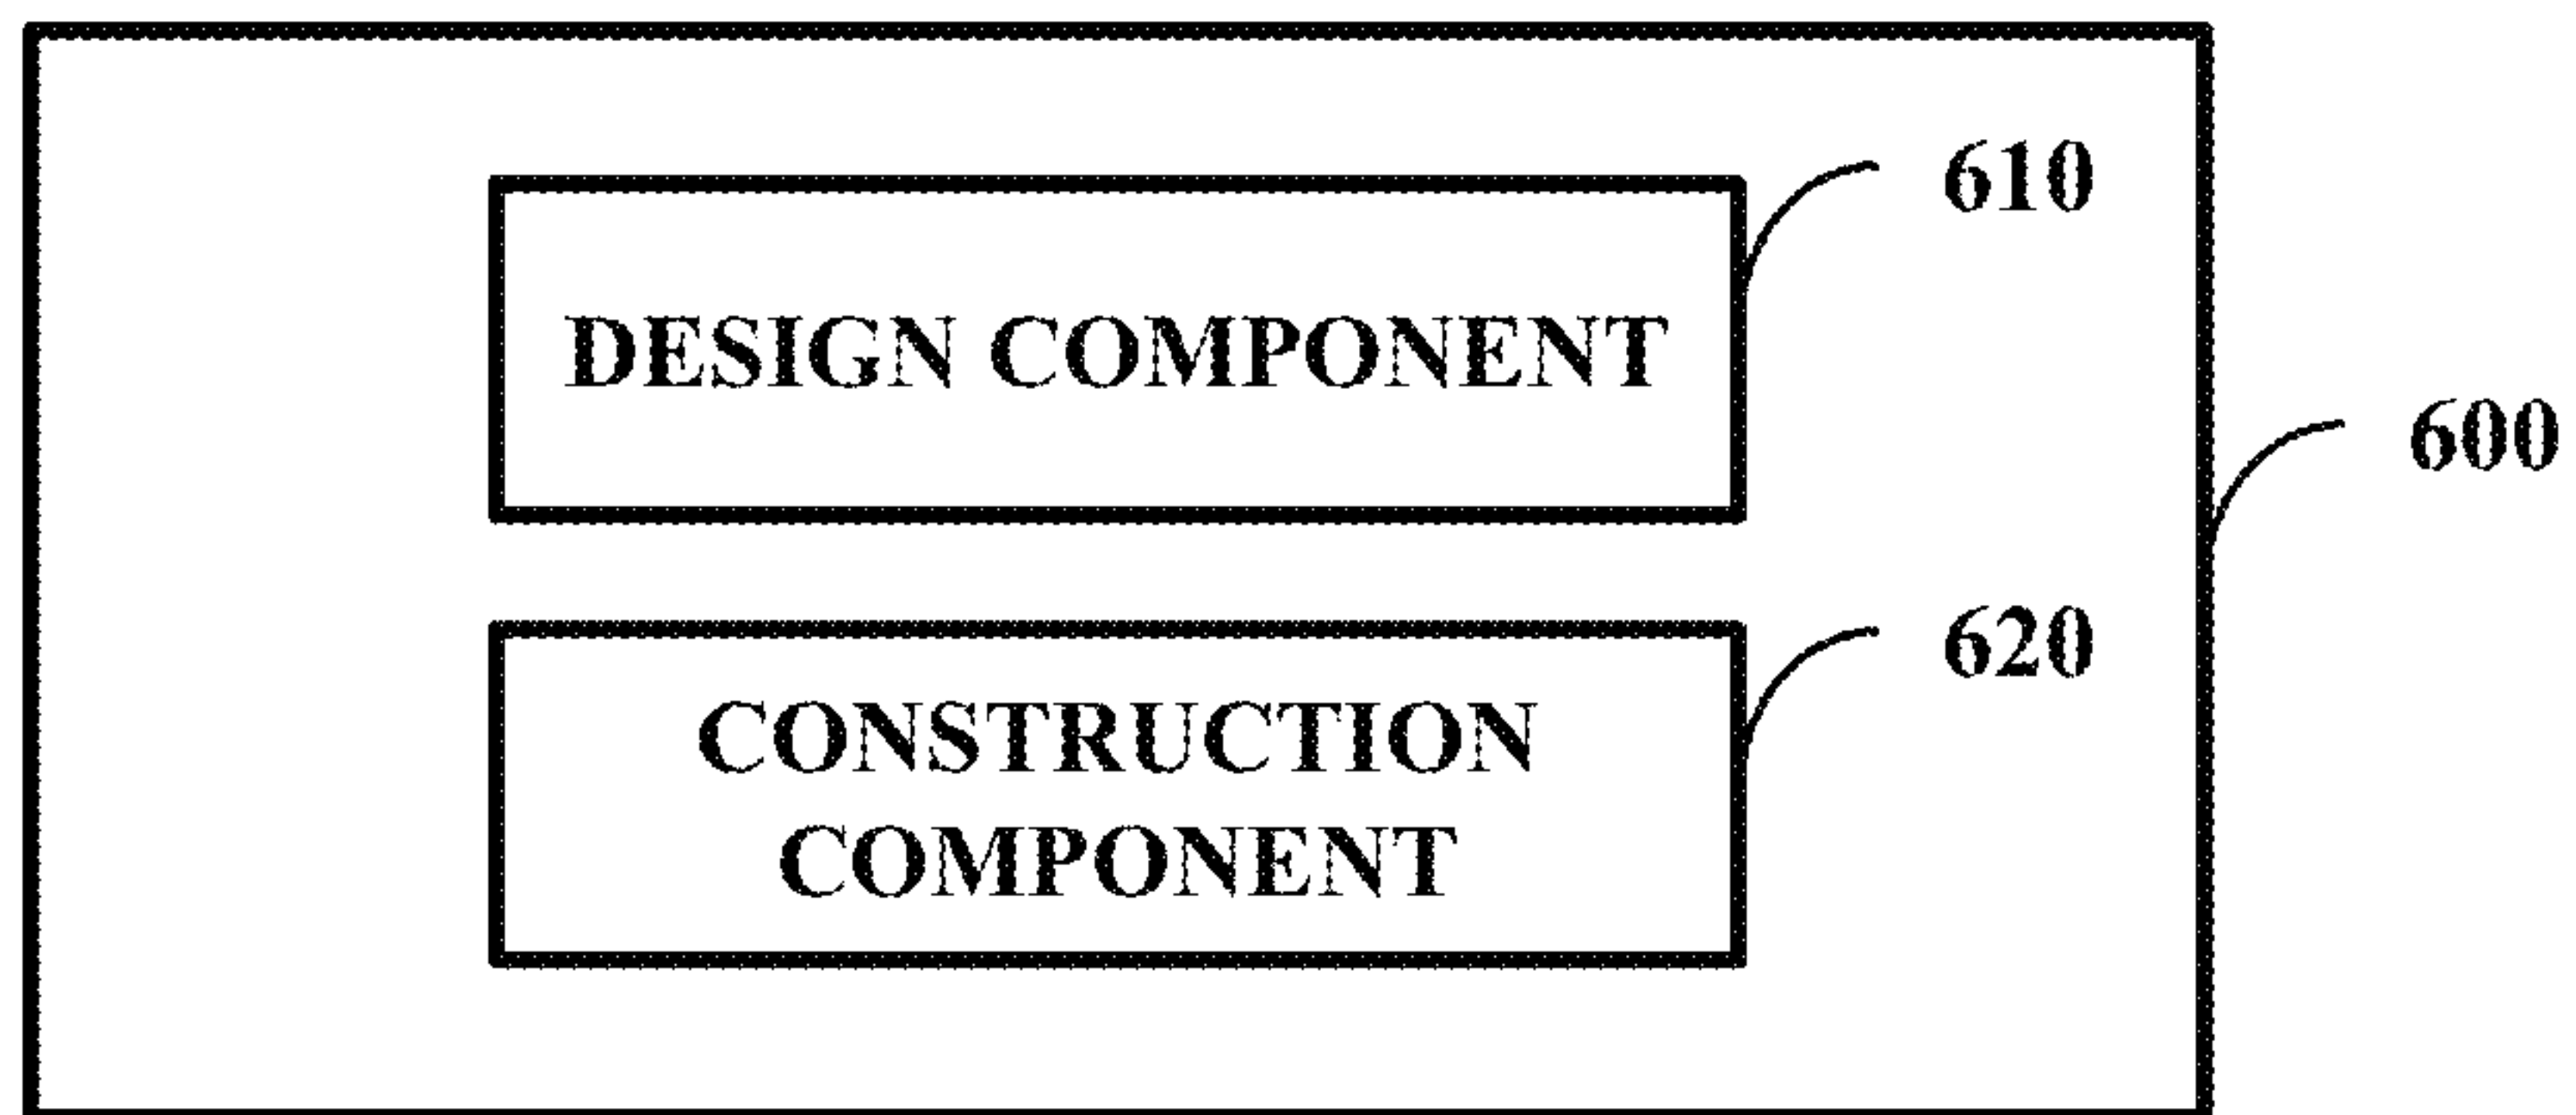 610
DESIGN COMPONENT
600
620
CONSTRUCTION
COMPONENT